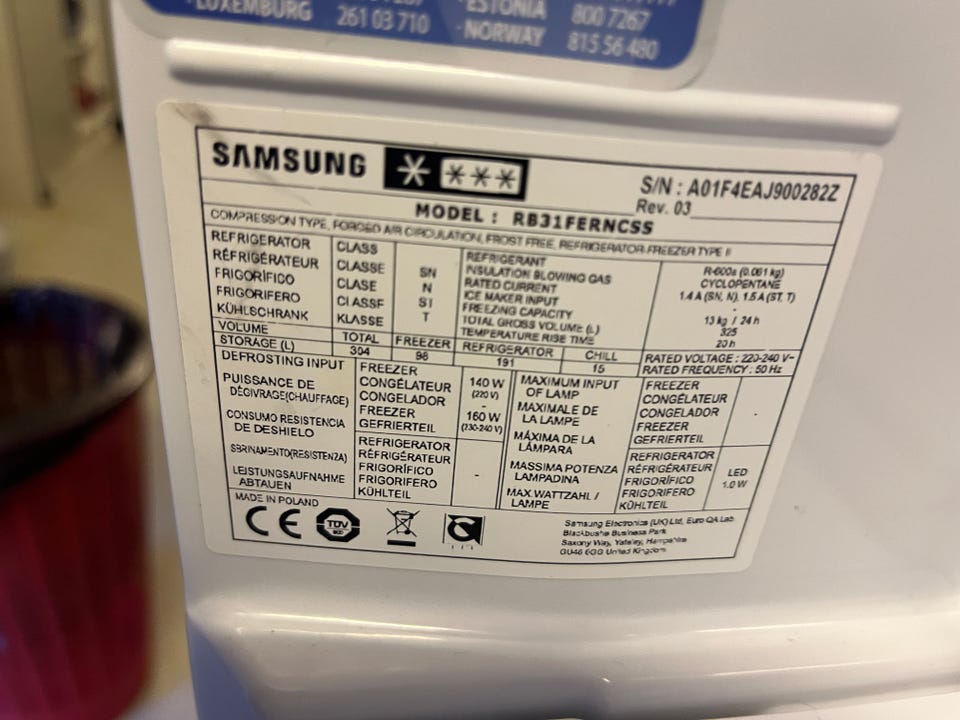 LUXEMBURG 261 03 710
ESTONIA 800 7267
NORWAY 815 56 480
SAMSUNG
S/N : A01F4EAJ900282Z
Rev. 03
MODEL : RB31FERNCSS
COMPRESSION TYPE, FORCED AIR CIRCULATION, FROST FREE, REFRIGERATOR-FREEZER TYPE II
REFRIGERATOR CLASS
RÉFRIGÉRATEUR CLASSE SN
FRIGORÍFICO CLASE N
FRIGORIFERO CLASSE ST
KÜHLSCHRANK KLASSE T
REFRIGERANT R-600a (0.061 kg)
INSULATION BLOWING GAS CYCLOPENTANE
RATED CURRENT 1.4 A (SN, N), 1.5A (ST, T)
ICE MAKER INPUT
FREEZING CAPACITY 13 kg / 24 h
TOTAL GROSS VOLUME (L) 325
TEMPERATURE RISE TIME 20 h
VOLUME TOTAL FREEZER REFRIGERATOR CHILL
STORAGE (L) 304 98 191 15
RATED VOLTAGE : 220-240 V~
RATED FREQUENCY : 50 Hz
DEFROSTING INPUT
PUISSANCE DE
DÉGIVRAGE(CHAUFFAGE)
CONSUMO RESISTENCIA
DE DESHIELO
SBRINAMENTO(RESISTENZA)
LEISTUNGSAUFNAHME
ABTAUEN
FREEZER
CONGÉLATEUR
CONGELADOR
FREEZER
GEFRIERTEIL
140 W
(220 V)
-
160 W
(230-240 V)
REFRIGERATOR
RÉFRIGÉRATEUR
FRIGORÍFICO
FRIGORIFERO
KÜHLTEIL
-
MAXIMUM INPUT
OF LAMP
MAXIMALE DE
LA LAMPE
MÁXIMA DE LA
LÁMPARA
MASSIMA POTENZA
LAMPADINA
MAX.WATTZAHL /
LAMPE
FREEZER
CONGÉLATEUR
CONGELADOR
FREEZER
GEFRIERTEIL
-
REFRIGERATOR
RÉFRIGÉRATEUR
FRIGORÍFICO
FRIGORIFERO
KÜHLTEIL
LED
1.0 W
MADE IN POLAND
CE
TÜV
Samsung Electronics (UK) Ltd, Euro QA Lab.
Blackbushe Business Park
Saxony Way, Yateley, Hampshire
GU46 6GG United Kingdom